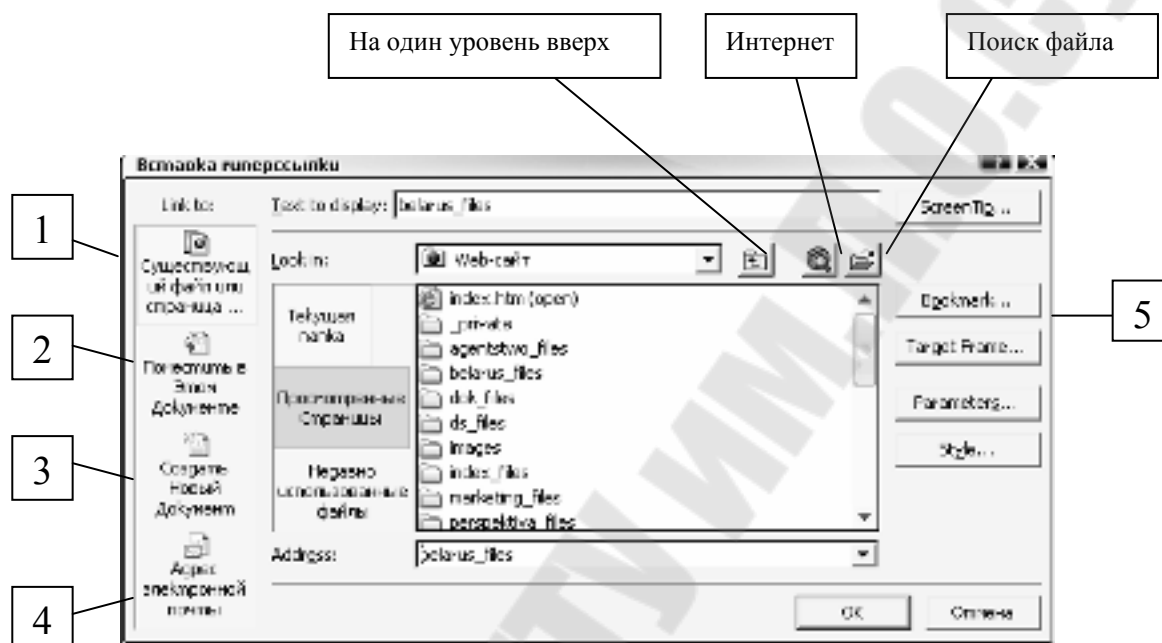 На один уровень вверх
Интернет
Поиск файла
Вставка гиперссылки
Link to:
Text to display: belarus_files
ScreenTip...
1
Существующ
ий файл или
страница ...
Look in:
Web-сайт
Текущая
папка
Просмотренные
Страницы
Недавно
использованные
файлы
index.htm (open)
_private
agentstvo_files
belarus_files
dok_files
ds_files
images
index_files
marketing_files
perspektiva_files
Bookmark...
Target Frame...
Parameters...
Style...
5
2
Поместить в
Этом
Документе
3
Создать
Новый
Документ
4
Адрес
электронной
почты
Address:
belarus_files
OK
Отмена